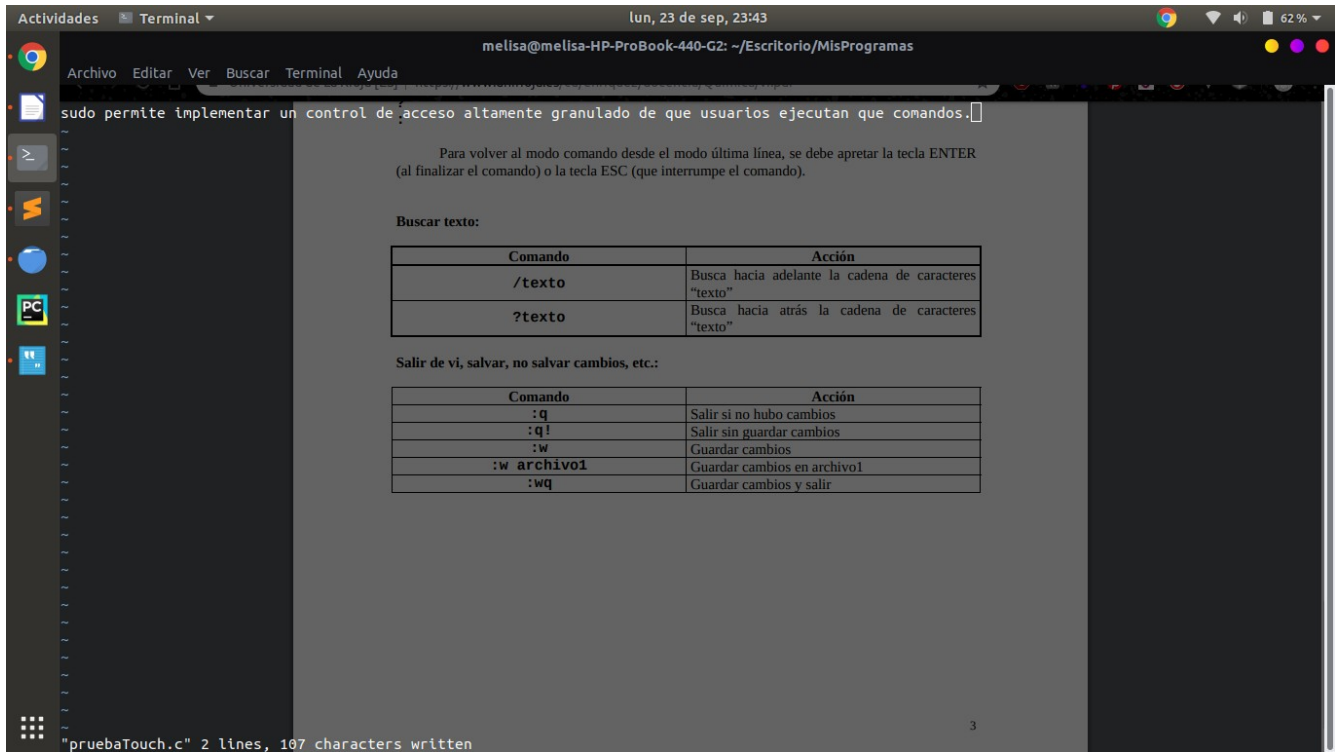 Actividades Terminal lun, 23 de sep, 23:43 62 %
melisa@melisa-HP-ProBook-440-G2: ~/Escritorio/MisProgramas
Archivo Editar Ver Buscar Terminal Ayuda
sudo permite implementar un control de acceso altamente granulado de que usuarios ejecutan que comandos.
Para volver al modo comando desde el modo última línea, se debe apretar la tecla ENTER
(al finalizar el comando) o la tecla ESC (que interrumpe el comando).
Buscar texto:
Comando Acción
/texto Busca hacia adelante la cadena de caracteres
“texto”
?texto Busca hacia atrás la cadena de caracteres
“texto”
Salir de vi, salvar, no salvar cambios, etc.:
Comando Acción
:q Salir si no hubo cambios
:q! Salir sin guardar cambios
:w Guardar cambios
:w archivo1 Guardar cambios en archivo1
:wq Guardar cambios y salir
PC
3
"pruebaTouch.c" 2 lines, 107 characters written